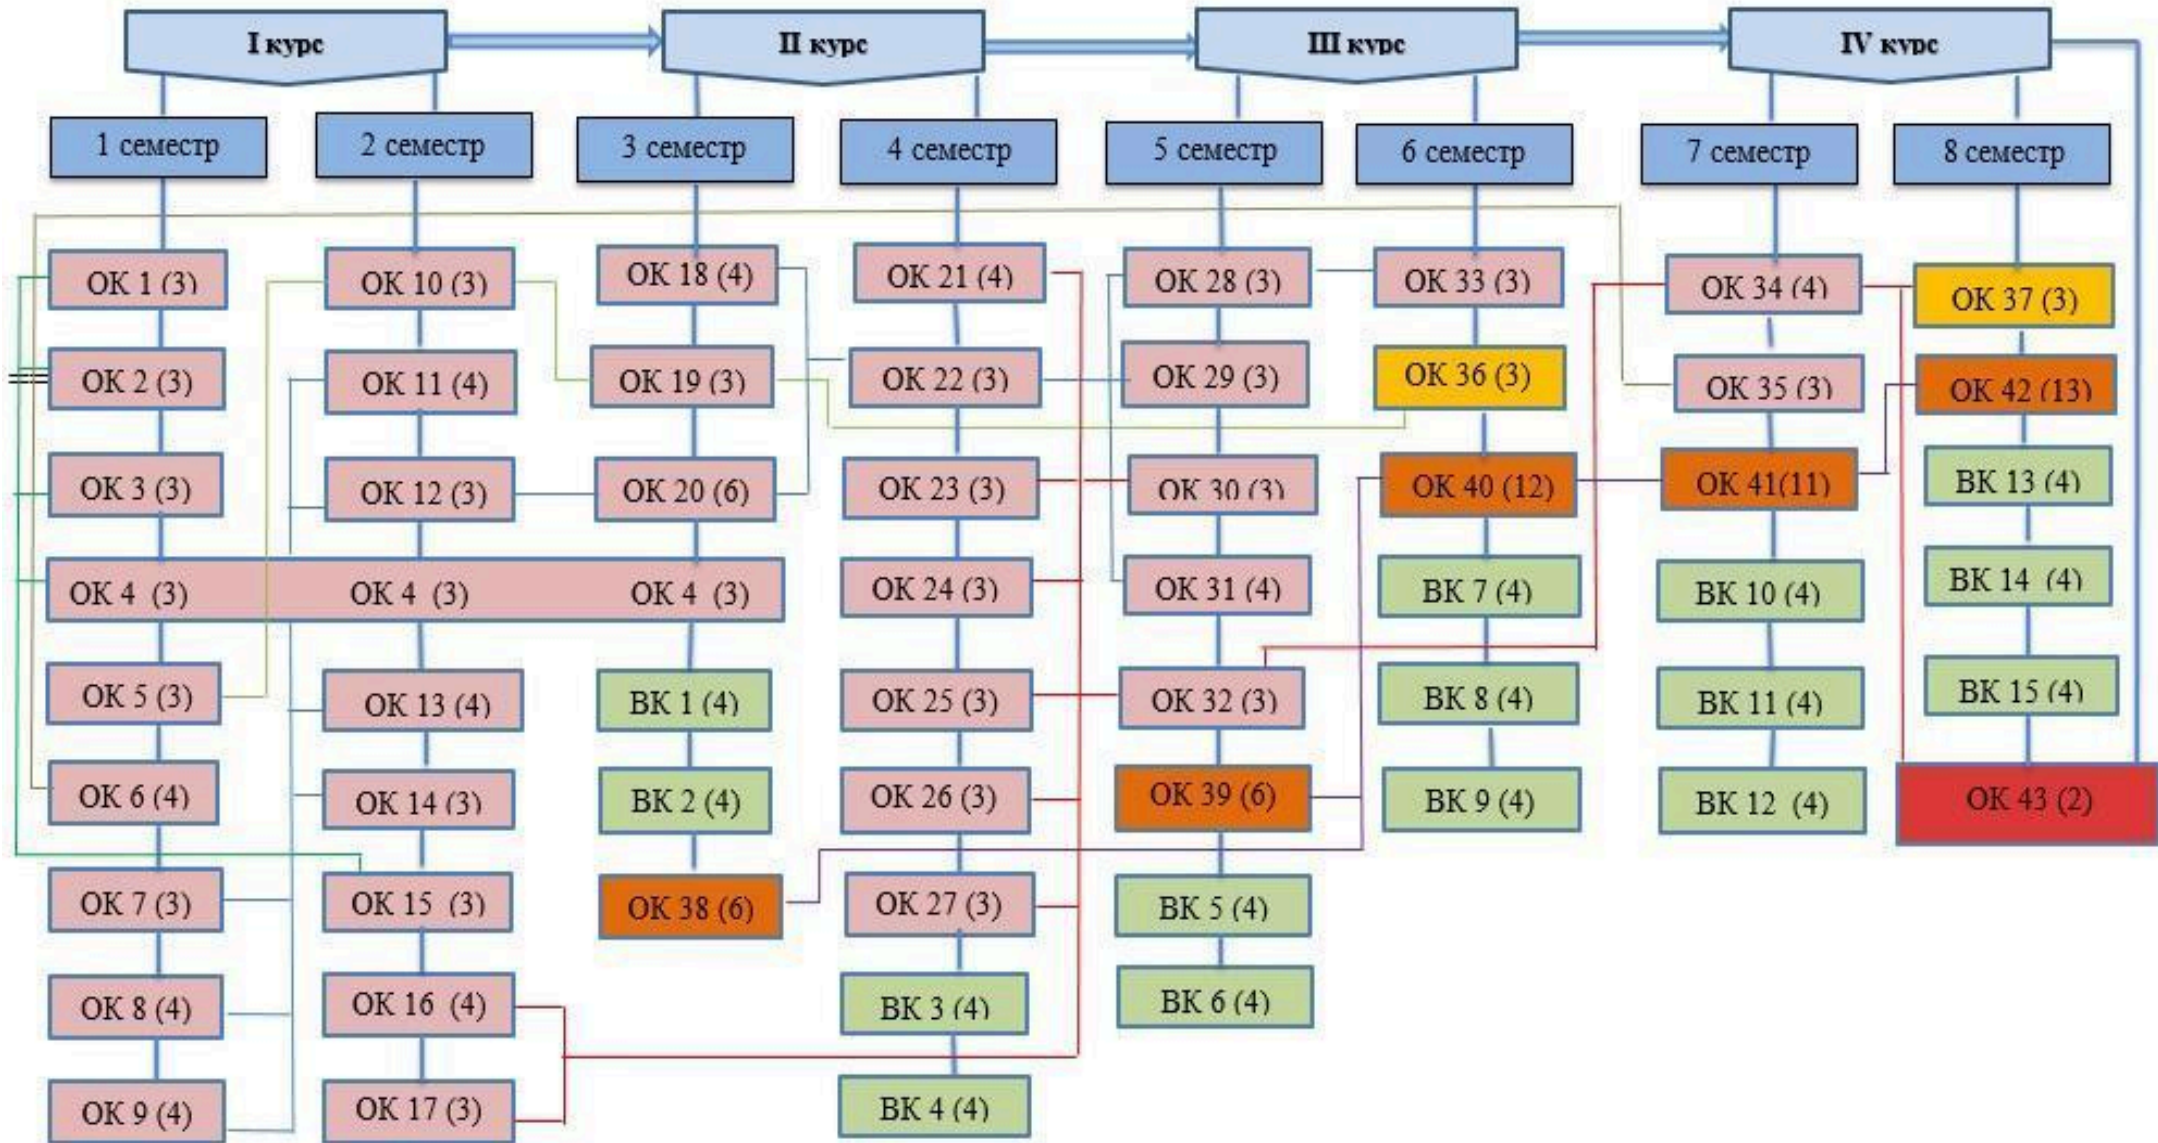 І курс
ІІ курс
ІІІ курс
ІV курс
1 семестр
2 семестр
3 семестр
4 семестр
5 семестр
6 семестр
7 семестр
8 семестр
ОК 1 (3)
ОК 2 (3)
ОК 3 (3)
ОК 4 (3)
ОК 5 (3)
ОК 6 (4)
ОК 7 (3)
ОК 8 (4)
ОК 9 (4)
ОК 10 (3)
ОК 11 (4)
ОК 12 (3)
ОК 4 (3)
ОК 13 (4)
ОК 14 (3)
ОК 15 (3)
ОК 16 (4)
ОК 17 (3)
ОК 18 (4)
ОК 19 (3)
ОК 20 (6)
ОК 4 (3)
ВК 1 (4)
ВК 2 (4)
ОК 38 (6)
ОК 21 (4)
ОК 22 (3)
ОК 23 (3)
ОК 24 (3)
ОК 25 (3)
ОК 26 (3)
ОК 27 (3)
ВК 3 (4)
ВК 4 (4)
ОК 28 (3)
ОК 29 (3)
ОК 30 (3)
ОК 31 (4)
ОК 32 (3)
ОК 39 (6)
ВК 5 (4)
ВК 6 (4)
ОК 33 (3)
ОК 36 (3)
ОК 40 (12)
ВК 7 (4)
ВК 8 (4)
ВК 9 (4)
ОК 34 (4)
ОК 35 (3)
ОК 41(11)
ВК 10 (4)
ВК 11 (4)
ВК 12 (4)
ОК 37 (3)
ОК 42 (13)
ВК 13 (4)
ВК 14 (4)
ВК 15 (4)
ОК 43 (2)